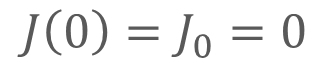 J(0) = J₀ = 0